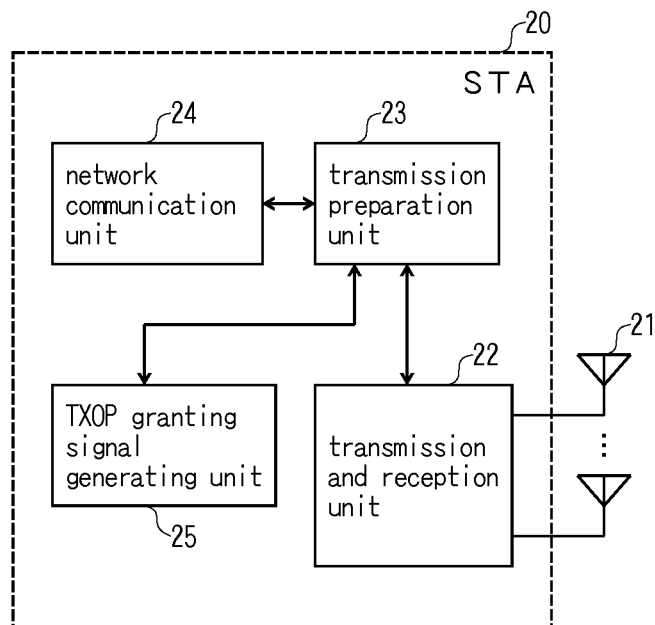 20
STA
24
network
communication
unit
23
transmission
preparation
unit
21
22
TXOP granting
signal
generating unit
25
transmission
and reception
unit